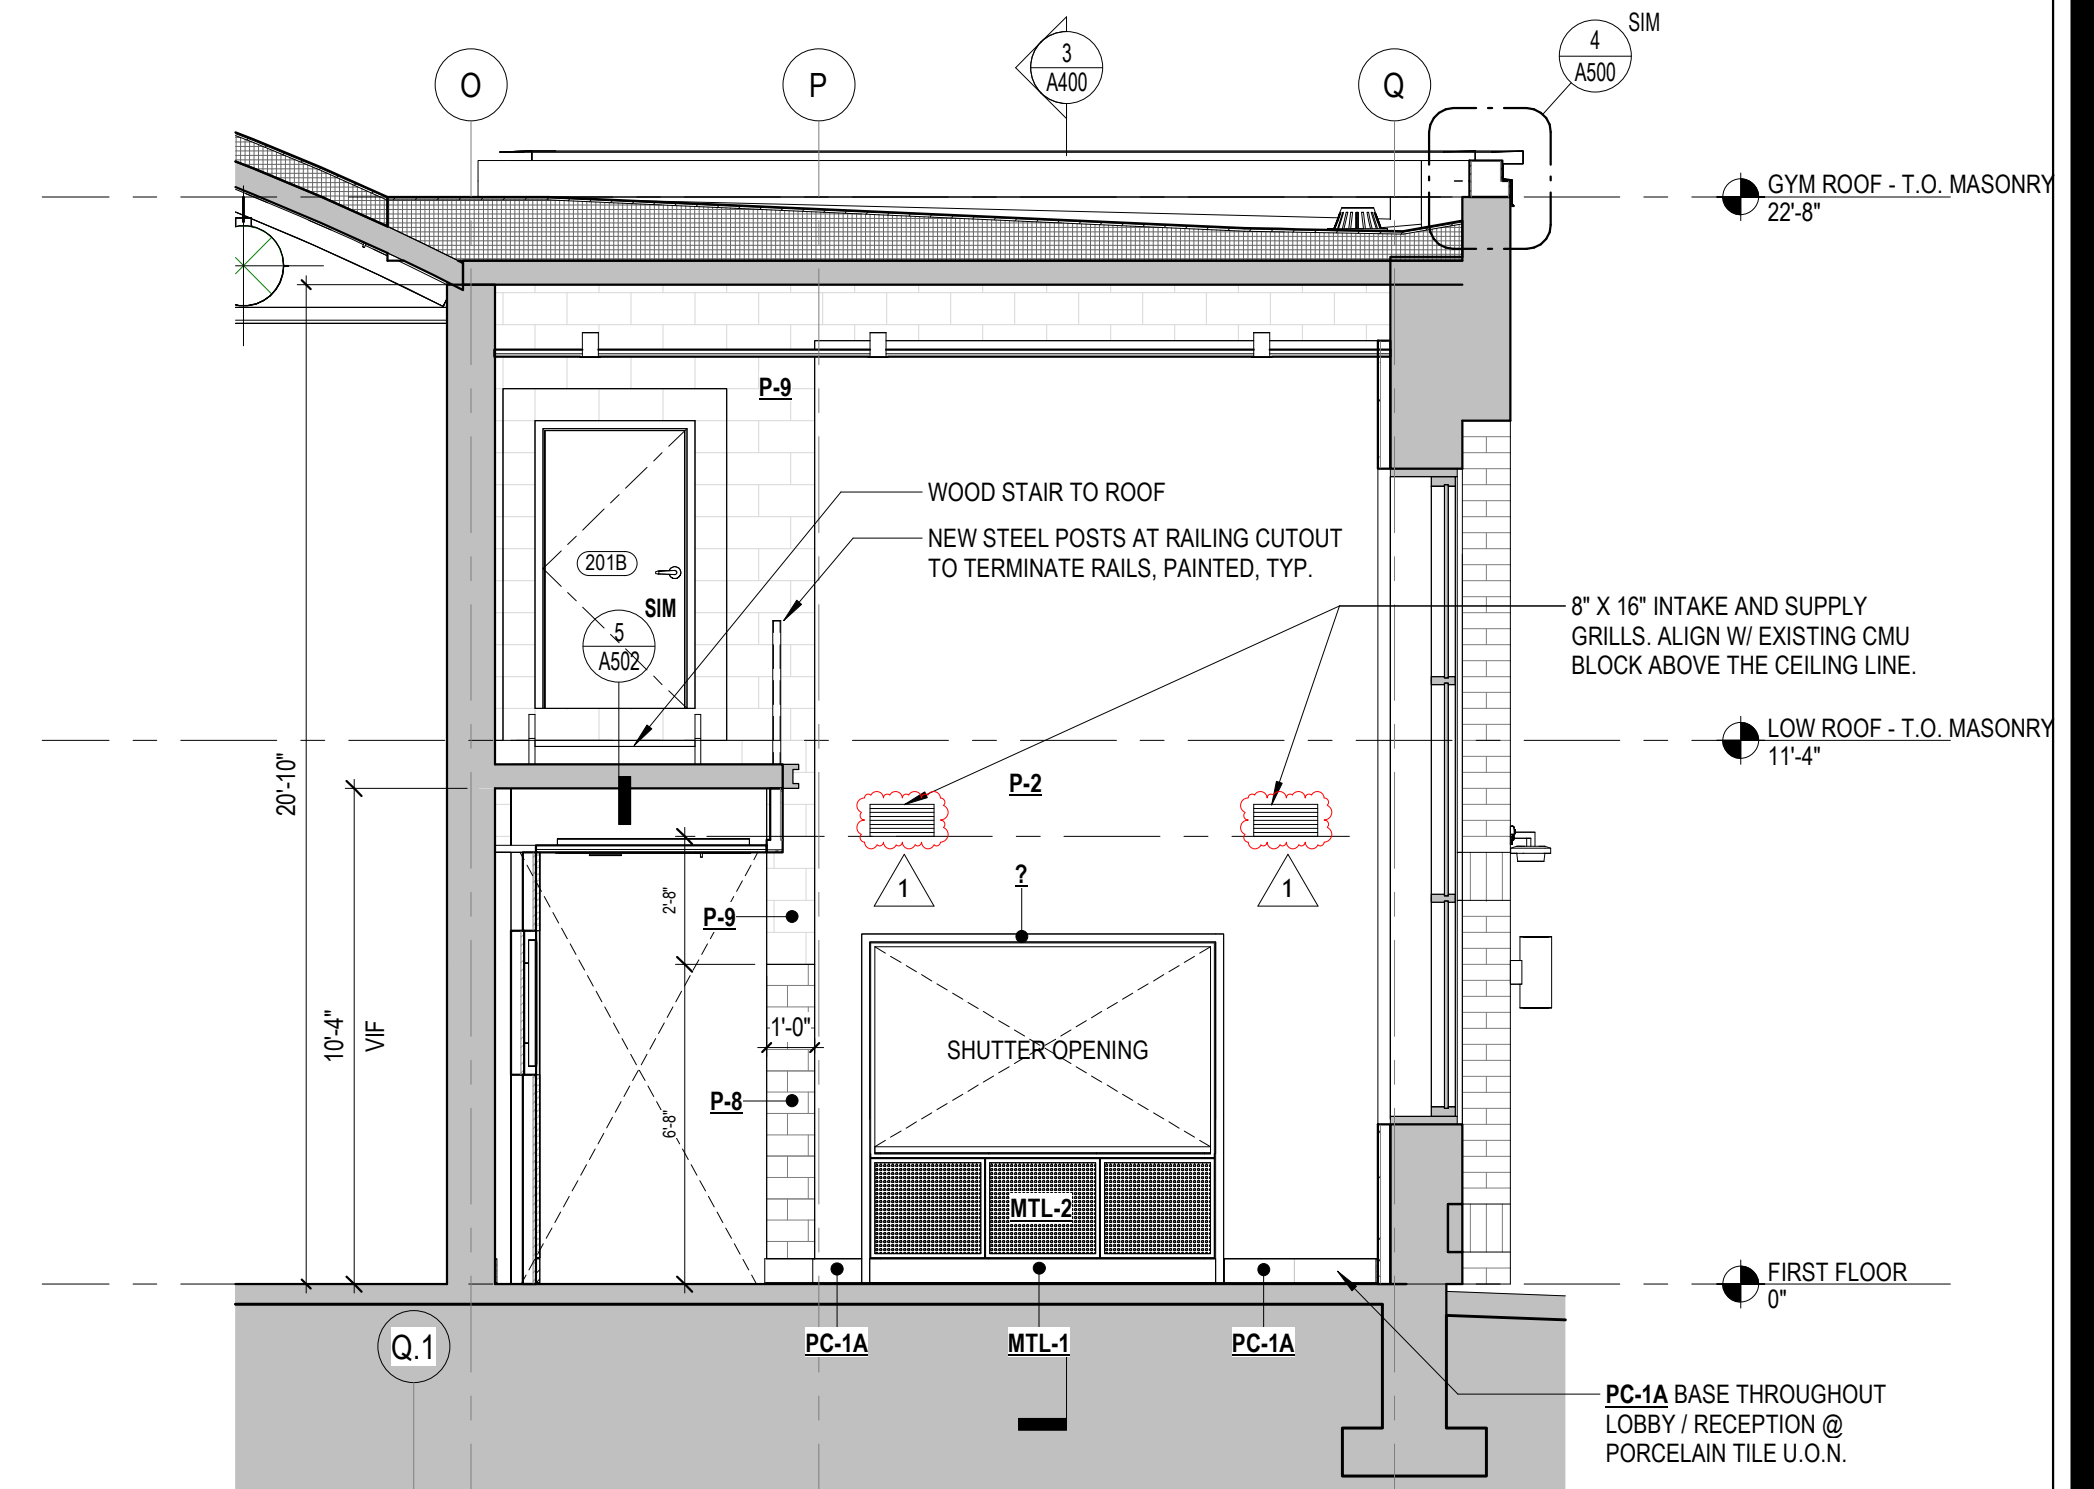 SIM
3
A400
4
A500
O
P
Q
GYM ROOF - T.O. MASONRY
22'-8"
P-9
WOOD STAIR TO ROOF
NEW STEEL POSTS AT RAILING CUTOUT
TO TERMINATE RAILS, PAINTED, TYP.
201B
SIM
5
A502
8" X 16" INTAKE AND SUPPLY
GRILLS. ALIGN W/ EXISTING CMU
BLOCK ABOVE THE CEILING LINE.
LOW ROOF - T.O. MASONRY
11'-4"
20'-10"
P-2
1
1
?
2'-8"
P-9
10'-4"
VIF
1'-0"
SHUTTER OPENING
P-8
6'-8"
MTL-2
FIRST FLOOR
0"
Q.1
PC-1A
MTL-1
PC-1A
PC-1A BASE THROUGHOUT
LOBBY / RECEPTION @
PORCELAIN TILE U.O.N.